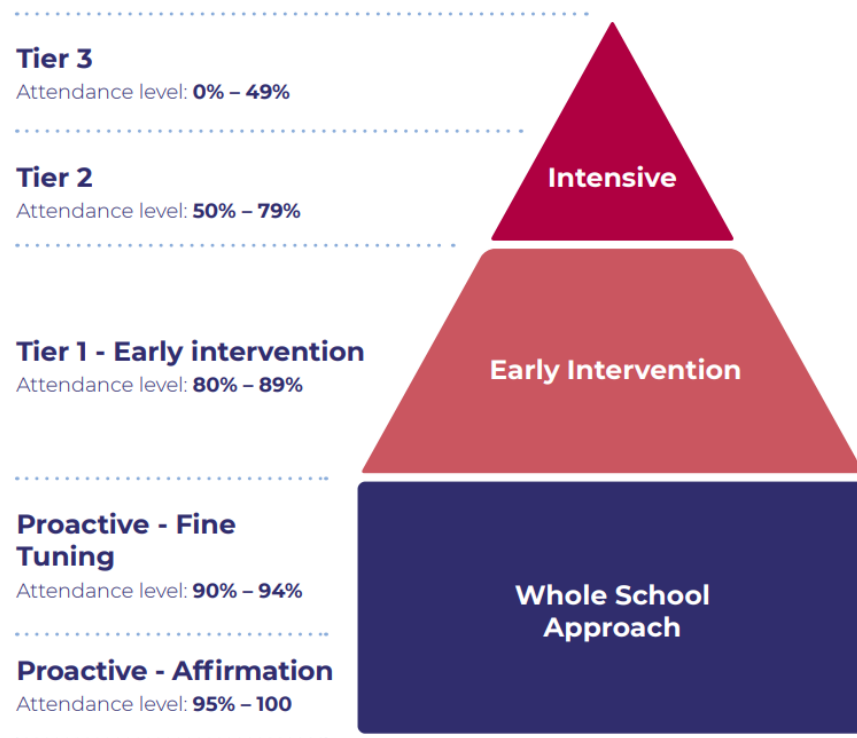 Tier 3
Attendance level: 0% – 49%
Tier 2
Attendance level: 50% – 79%
Intensive
Tier 1 - Early intervention
Attendance level: 80% – 89%
Early Intervention
Proactive - Fine
Tuning
Attendance level: 90% – 94%
Whole School
Approach
Proactive - Affirmation
Attendance level: 95% – 100